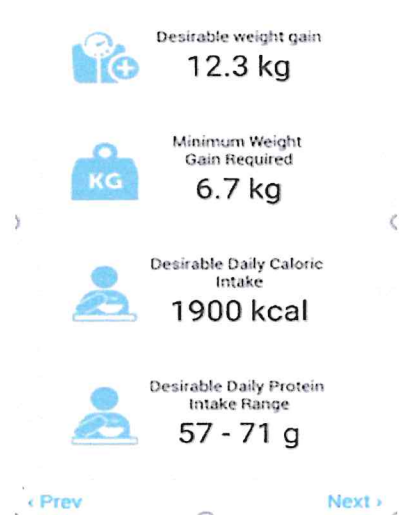 Desirable weight gain
12.3 kg
Minimum Weight
Gain Required
KG
6.7 kg
Desirable Daily Caloric
Intake
1900 kcal
Desirable Daily Protein
Intake Range
57 - 71 g
‹ Prev
Next ›